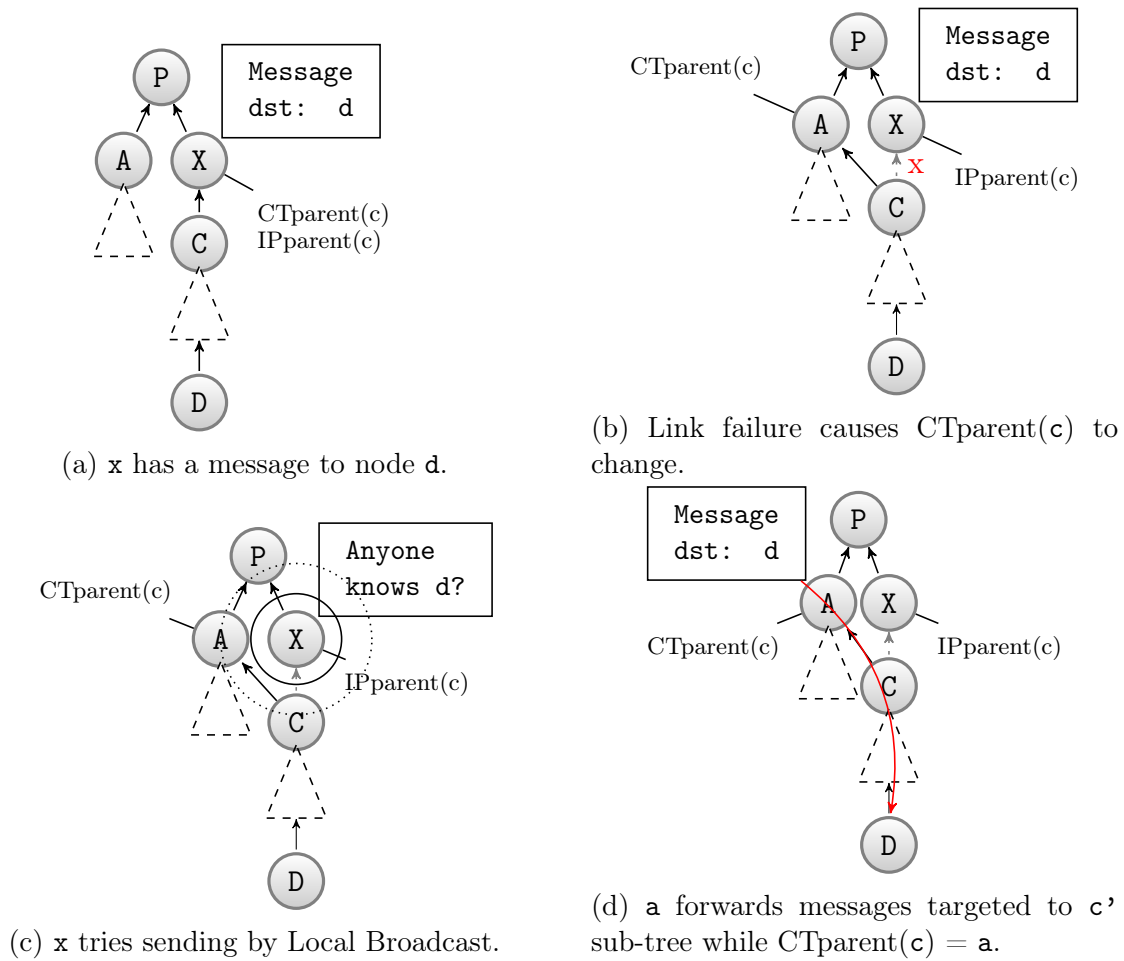 P
Message
dst: d
A
X
CTparent(c)
IPparent(c)
C
D
(a) x has a message to node d.
P
Message
dst: d
CTparent(c)
A
X
x
IPparent(c)
C
D
(b) Link failure causes CTparent(c) to
change.
P
Anyone
knows d?
CTparent(c)
A
X
IPparent(c)
C
D
(c) x tries sending by Local Broadcast.
Message
dst: d
P
A
X
CTparent(c)
IPparent(c)
C
D
(d) a forwards messages targeted to c'
sub-tree while CTparent(c) = a.